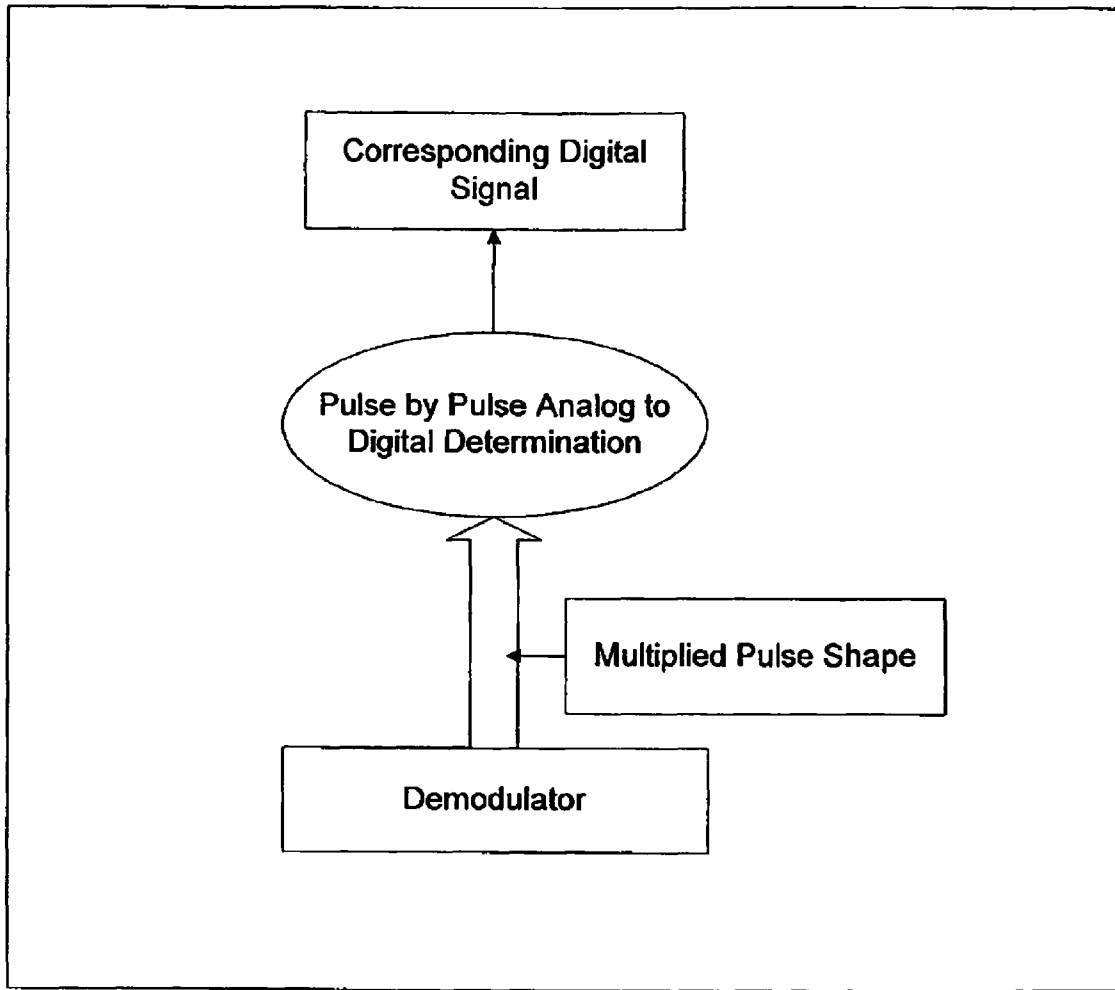 Corresponding Digital
Signal
Pulse by Pulse Analog to
Digital Determination
Multiplied Pulse Shape
Demodulator